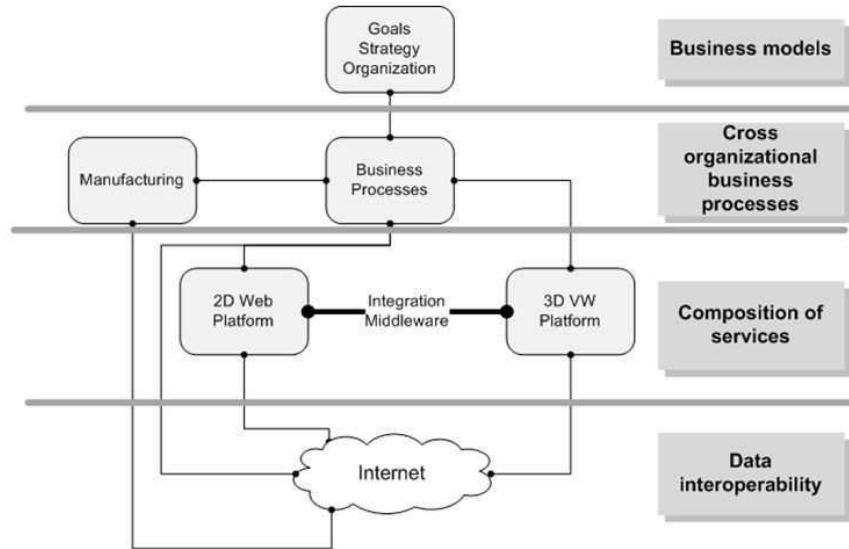 Goals
Strategy
Organization
Business models
Manufacturing
Business
Processes
Cross
organizational
business
processes
2D Web
Platform
Integration
Middleware
3D VW
Platform
Composition of
services
Internet
Data
interoperability